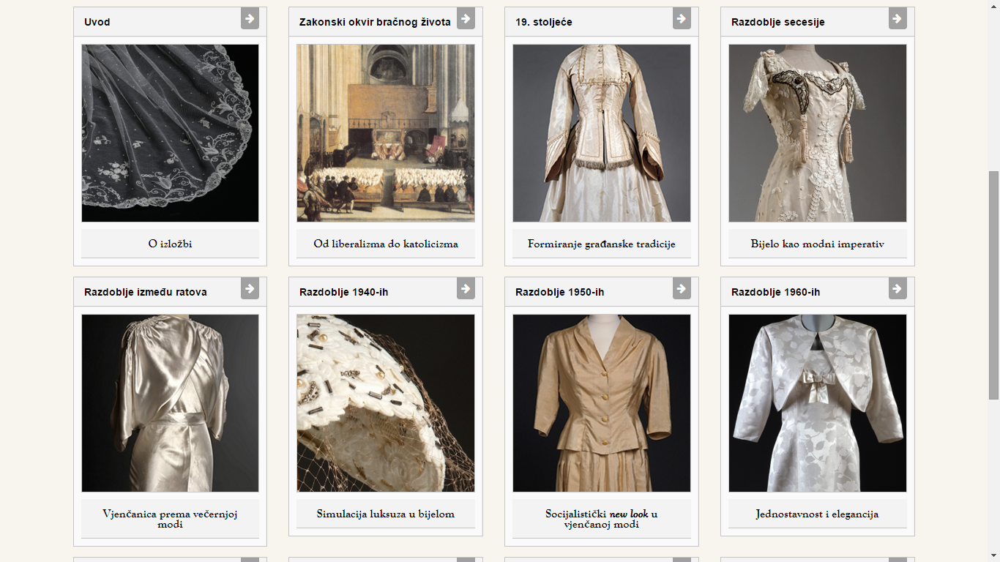 Uvod
Zakonski okvir bračnog života
19. stoljeće
Razdoblje secesije
O izložbi
Od liberalizma do katolicizma
Formiranje građanske tradicije
Bijelo kao modni imperativ
Razdoblje između ratova
Razdoblje 1940-ih
Razdoblje 1950-ih
Razdoblje 1960-ih
Vjenčanica prema večernjoj
modi
Simulacija luksuza u bijelom
Socijalistički new look u
vjenčanoj modi
Jednostavnost i elegancija